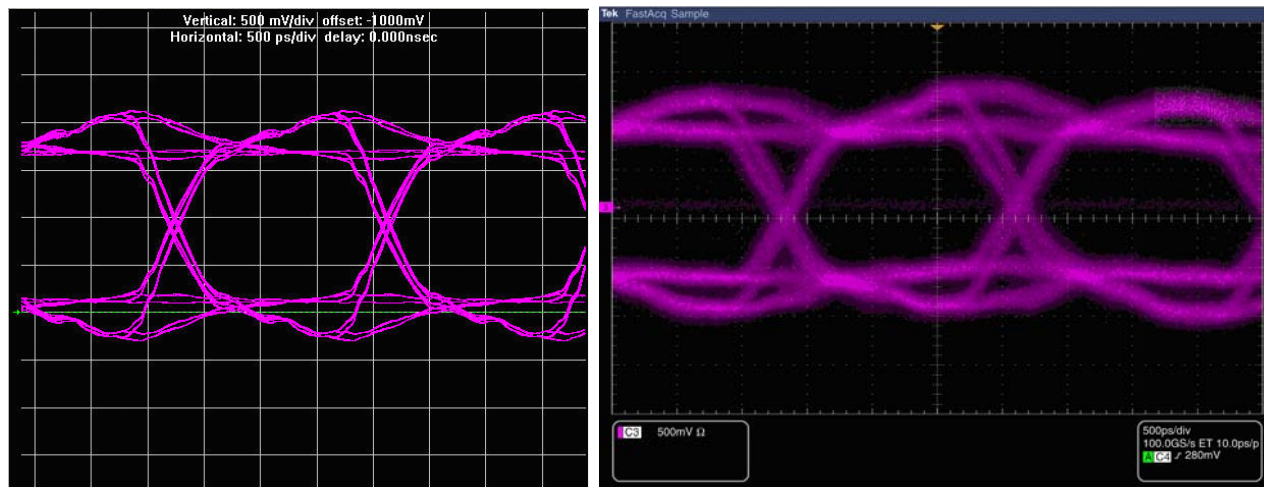 Vertical: 500 mV/div offset: -1000mV
Horizontal: 500 ps/div delay: 0.000nsec
Tek FastAcq Sample
3
C3 500mV Ω
500ps/div
100.0GS/s ET 10.0ps/p
A C4 ∫ 280mV